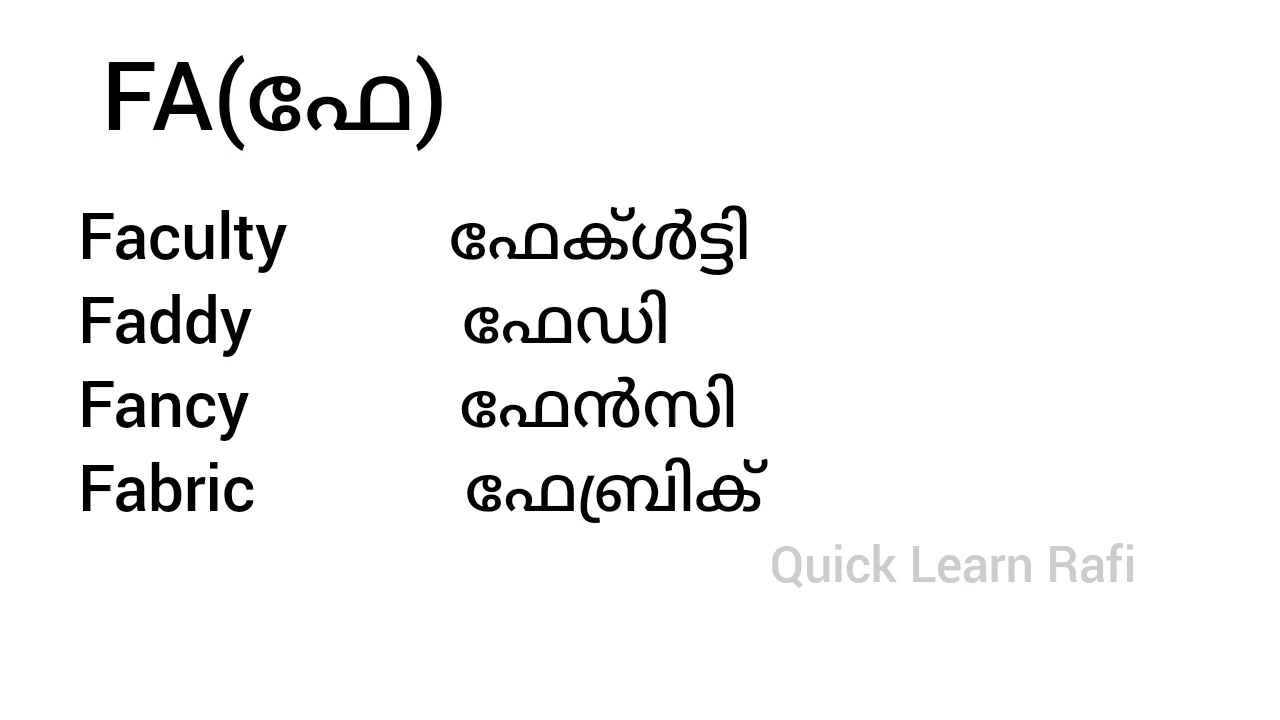 FA(ഫേ)
Faculty ഫേക്ൾട്ടി
Faddy ഫേഡി
Fancy ഫേൻസി
Fabric ഫേബ്രിക്
Quick Learn Rafi